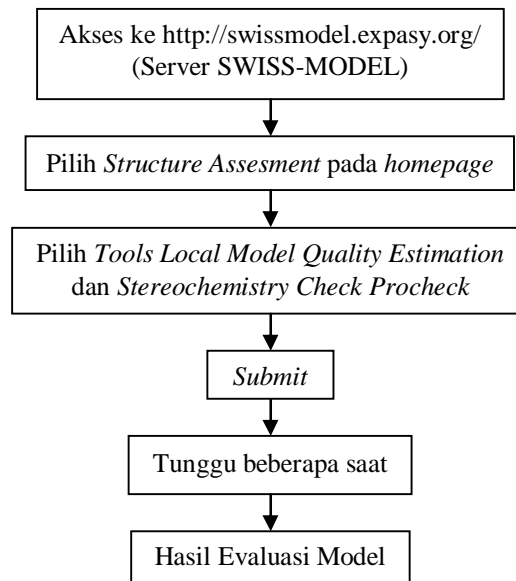 Akses ke http://swissmodel.expasy.org/
(Server SWISS-MODEL)
Pilih Structure Assesment pada homepage
Pilih Tools Local Model Quality Estimation
dan Stereochemistry Check Procheck
Submit
Tunggu beberapa saat
Hasil Evaluasi Model